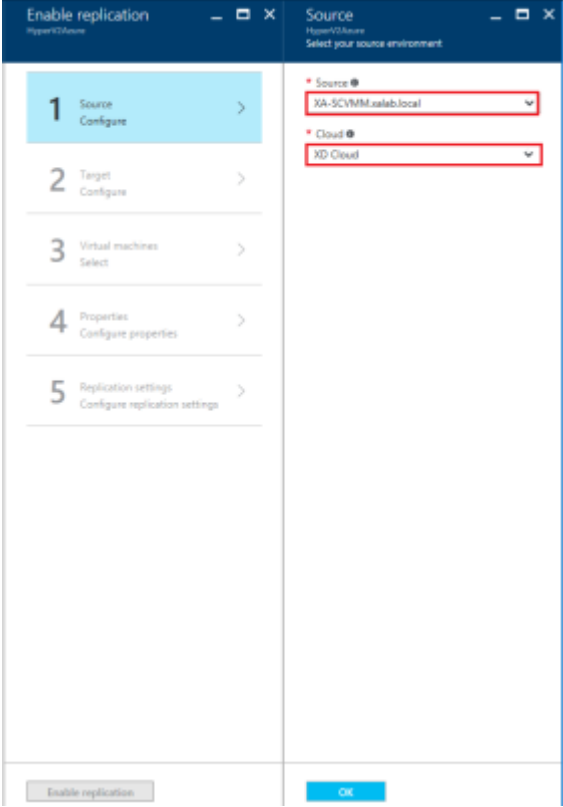 Enable replication
HyperV2Azure
1
Source
Configure
2
Target
Configure
3
Virtual machines
Select
4
Properties
Configure properties
5
Replication settings
Configure replication settings
Enable replication
Source
HyperV2Azure
Select your source environment
* Source
XA-SCVMM.xalab.local
* Cloud
XD Cloud
OK